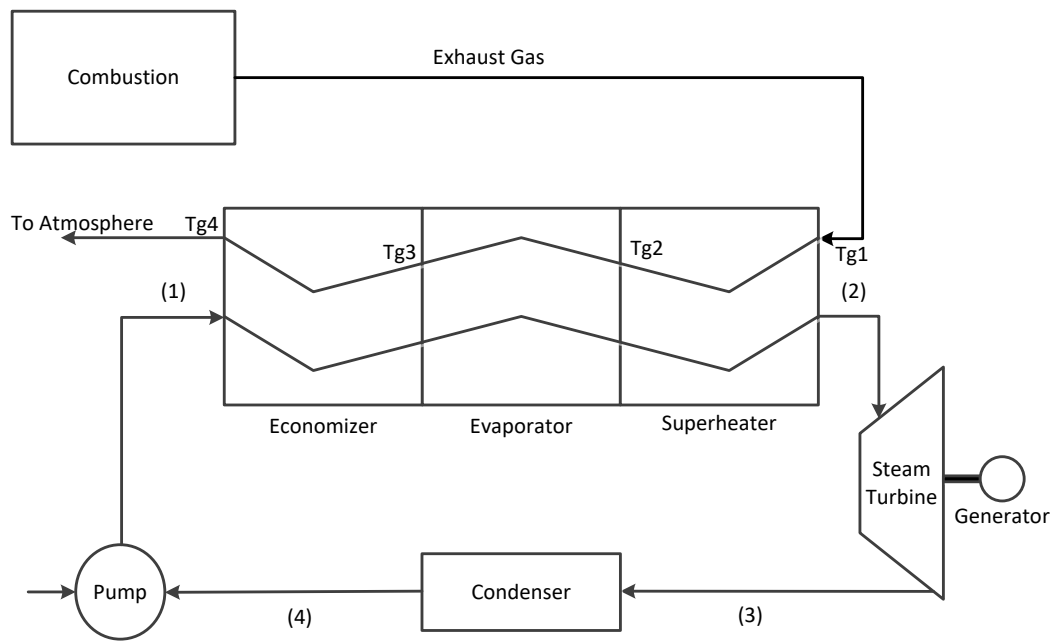 Combustion
Exhaust Gas
To Atmosphere
Tg4
Tg3
Tg2
Tg1
(1)
(2)
Economizer
Evaporator
Superheater
Steam
Turbine
Generator
Pump
Condenser
(4)
(3)